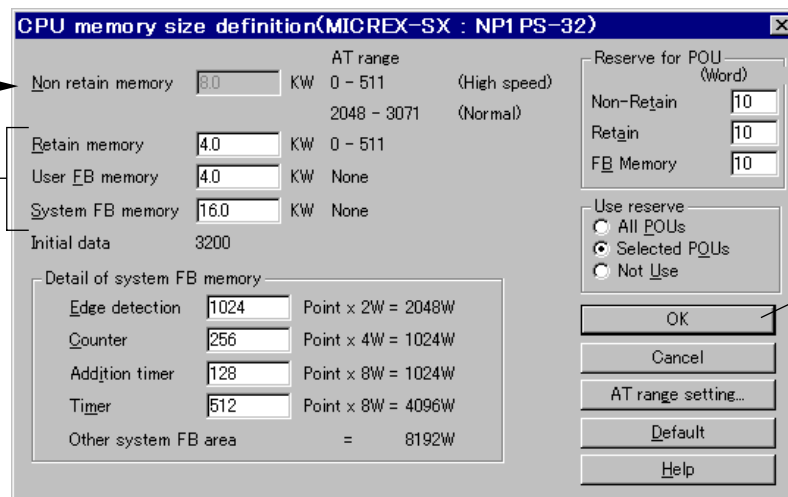 CPU memory size definition(MICREX-SX : NP1PS-32)
AT range
Non retain memory 8.0 KW 0 - 511 (High speed)
2048 - 3071 (Normal)
Retain memory 4.0 KW 0 - 511
User FB memory 4.0 KW None
System FB memory 16.0 KW None
Initial data 3200
Detail of system FB memory
Edge detection 1024 Point x 2W = 2048W
Counter 256 Point x 4W = 1024W
Addition timer 128 Point x 8W = 1024W
Timer 512 Point x 8W = 4096W
Other system FB area = 8192W
Reserve for POU
(Word)
Non-Retain 10
Retain 10
FB Memory 10
Use reserve
All POUs
Selected POUs
Not Use
OK
Cancel
AT range setting...
Default
Help